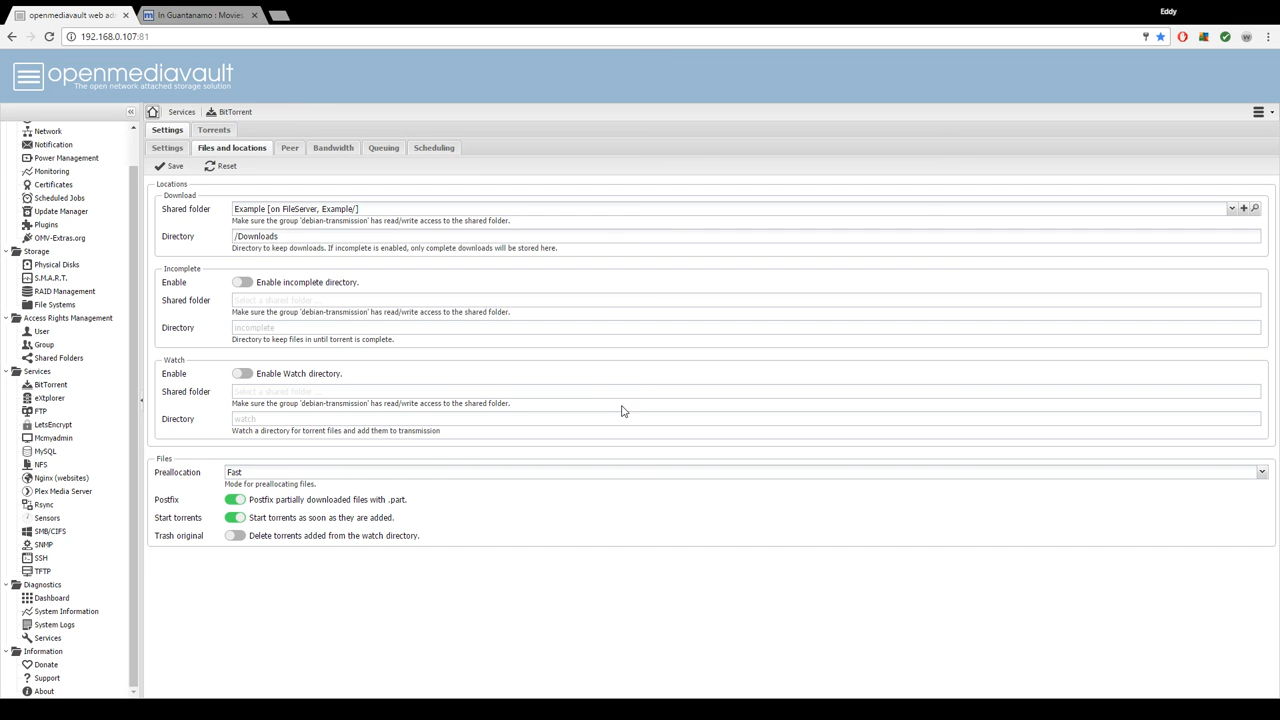 Eddy
openmediavault web ad
In Guantanamo : Movies
192.168.0.107:81
openmediavault
The open network attached storage solution
Services
BitTorrent
Settings
Torrents
Settings
Files and locations
Peer
Bandwidth
Queuing
Scheduling
Save
Reset
Network
Notification
Power Management
Monitoring
Certificates
Scheduled Jobs
Update Manager
Plugins
OMV-Extras.org
Storage
Physical Disks
S.M.A.R.T.
RAID Management
File Systems
Access Rights Management
User
Group
Shared Folders
Services
BitTorrent
eXtplorer
FTP
LetsEncrypt
Mcmyadmin
MySQL
NFS
Nginx (websites)
Plex Media Server
Rsync
Sensors
SMB/CIFS
SNMP
SSH
TFTP
Diagnostics
Dashboard
System Information
System Logs
Services
Information
Donate
Support
About
Locations
Download
Shared folder
Example [on FileServer, Example/]
Make sure the group 'debian-transmission' has read/write access to the shared folder.
Directory
/Downloads
Directory to keep downloads. If incomplete is enabled, only complete downloads will be stored here.
Incomplete
Enable
Enable incomplete directory.
Shared folder
Select a shared folder ...
Make sure the group 'debian-transmission' has read/write access to the shared folder.
Directory
incomplete
Directory to keep files in until torrent is complete.
Watch
Enable
Enable Watch directory.
Shared folder
Select a shared folder ...
Make sure the group 'debian-transmission' has read/write access to the shared folder.
Directory
watch
Watch a directory for torrent files and add them to transmission
Files
Preallocation
Fast
Mode for preallocating files.
Postfix
Postfix partially downloaded files with .part.
Start torrents
Start torrents as soon as they are added.
Trash original
Delete torrents added from the watch directory.